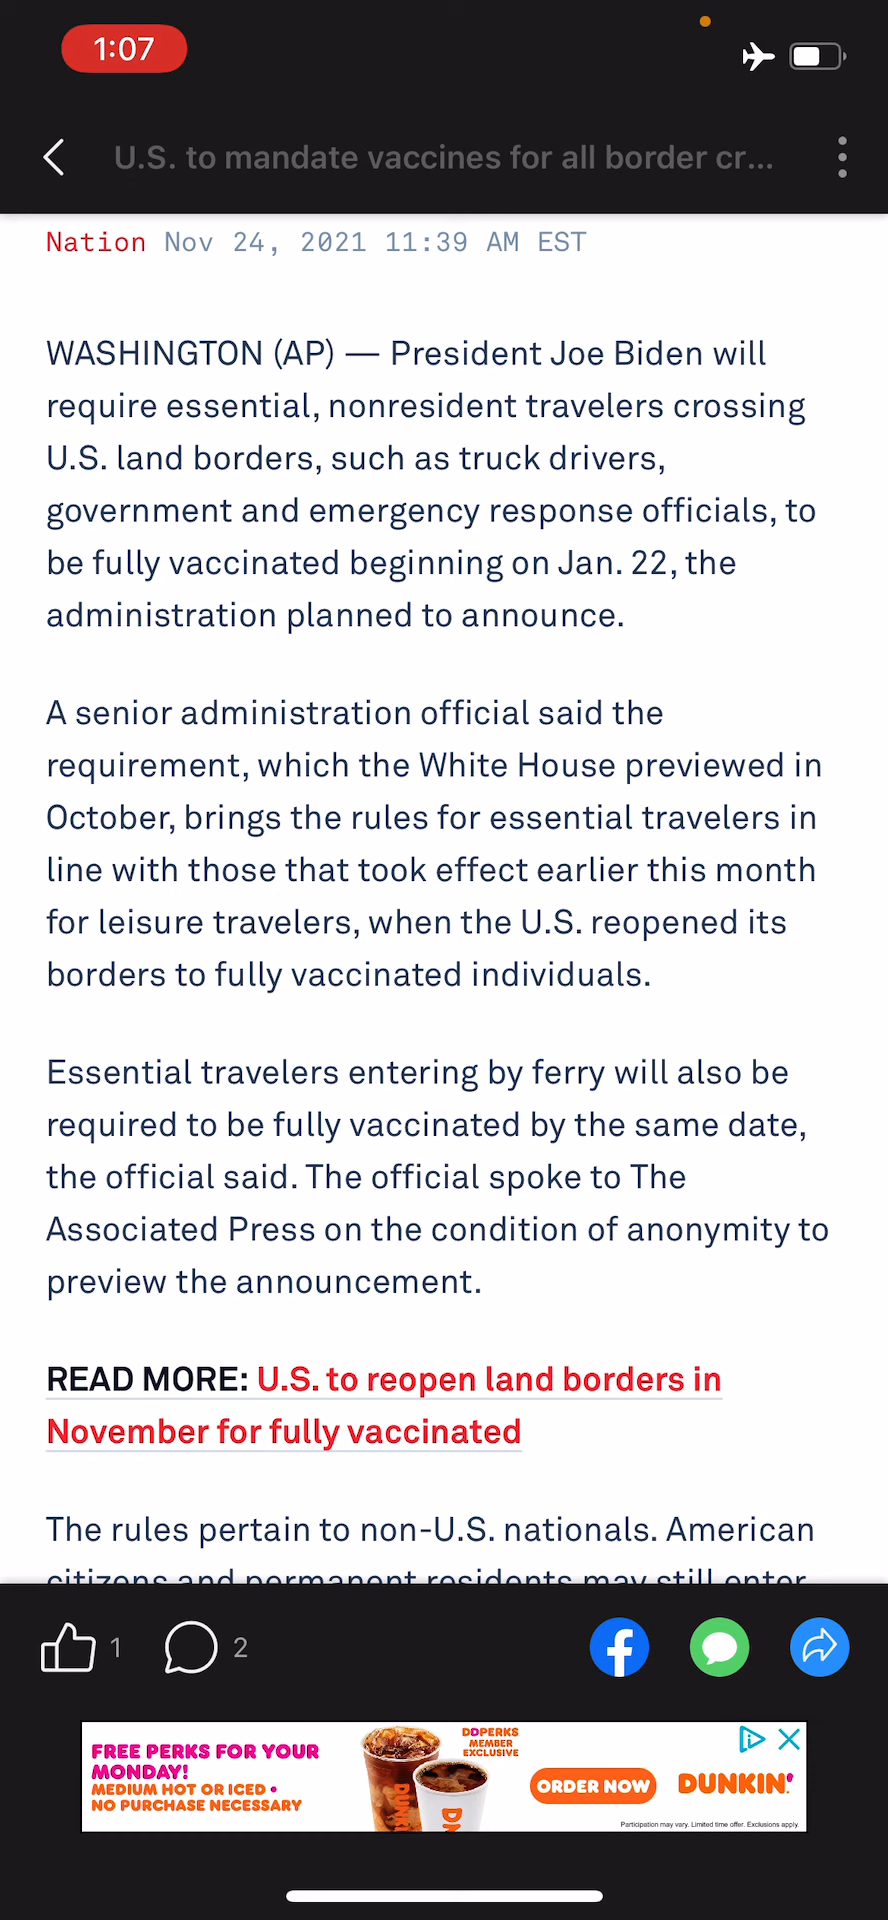 1:07
U.S. to mandate vaccines for all border cr...
Nation Nov 24, 2021 11:39 AM EST
WASHINGTON (AP) — President Joe Biden will
require essential, nonresident travelers crossing
U.S. land borders, such as truck drivers,
government and emergency response officials, to
be fully vaccinated beginning on Jan. 22, the
administration planned to announce.
A senior administration official said the
requirement, which the White House previewed in
October, brings the rules for essential travelers in
line with those that took effect earlier this month
for leisure travelers, when the U.S. reopened its
borders to fully vaccinated individuals.
Essential travelers entering by ferry will also be
required to be fully vaccinated by the same date,
the official said. The official spoke to The
Associated Press on the condition of anonymity to
preview the announcement.
READ MORE: U.S. to reopen land borders in
November for fully vaccinated
The rules pertain to non-U.S. nationals. American
citizens and permanent residents may still enter
1
2
FREE PERKS FOR YOUR
MONDAY!
MEDIUM HOT OR ICED •
NO PURCHASE NECESSARY
DDPERKS
MEMBER
EXCLUSIVE
ORDER NOW
DUNKIN'
Participation may vary. Limited time offer. Exclusions apply.